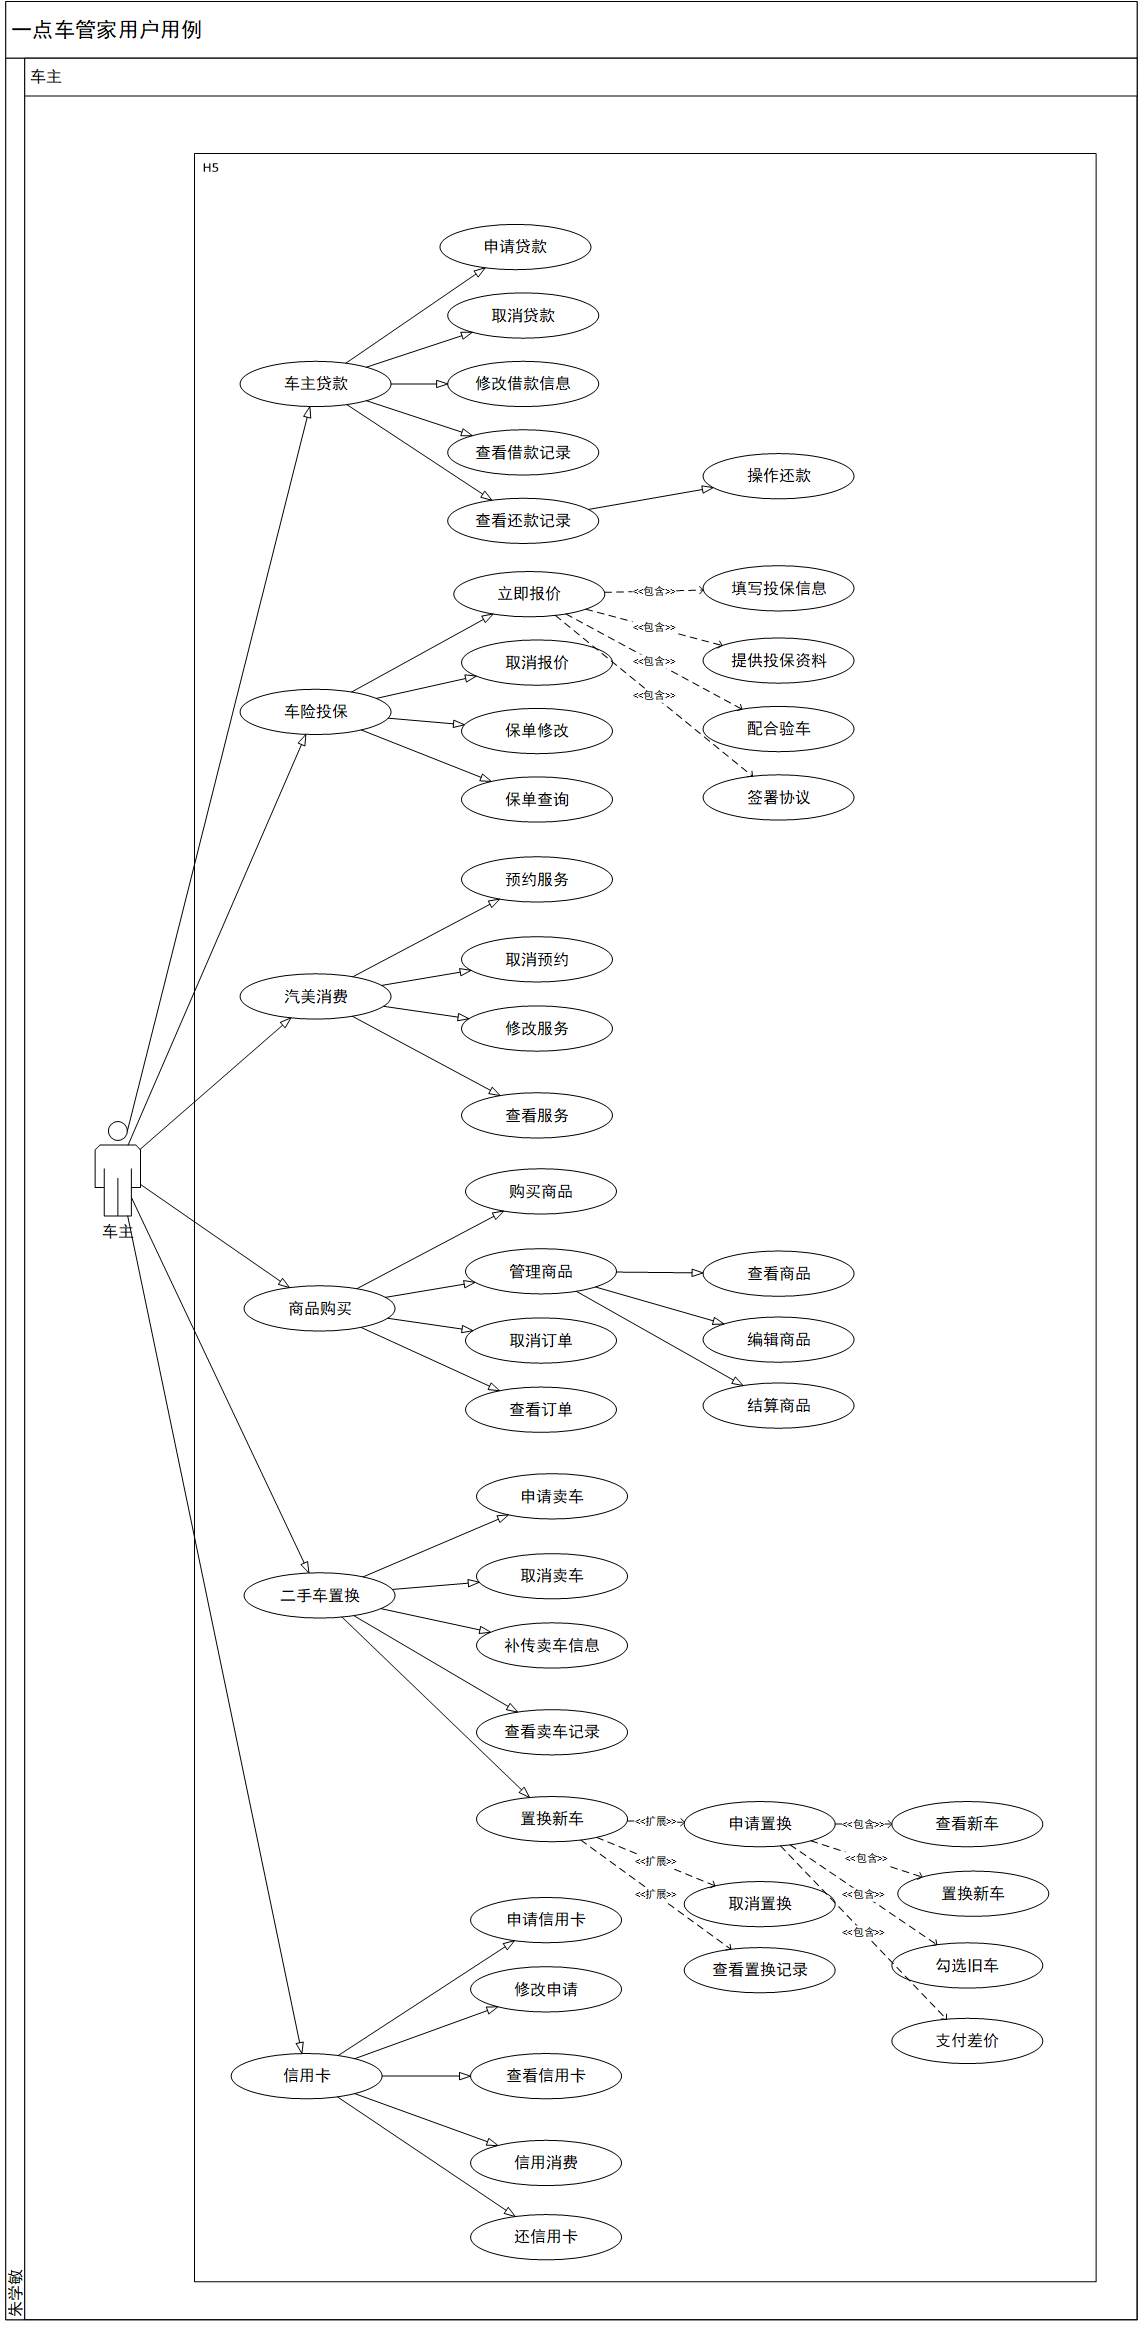 一点车管家用户用例
车主
H5
申请贷款
取消贷款
车主贷款
修改借款信息
查看借款记录
操作还款
查看还款记录
立即报价
<<包含>>
填写投保信息
<<包含>>
取消报价
<<包含>>
提供投保资料
<<包含>>
车险投保
保单修改
配合验车
保单查询
签署协议
预约服务
取消预约
汽美消费
修改服务
查看服务
车主
购买商品
管理商品
查看商品
商品购买
取消订单
编辑商品
查看订单
结算商品
申请卖车
取消卖车
二手车置换
补传卖车信息
查看卖车记录
置换新车
<<扩展>>
申请置换
<<包含>>
查看新车
<<扩展>>
<<包含>>
<<扩展>>
取消置换
<<包含>>
置换新车
申请信用卡
<<包含>>
查看置换记录
勾选旧车
修改申请
支付差价
信用卡
查看信用卡
信用消费
还信用卡
朱学敏